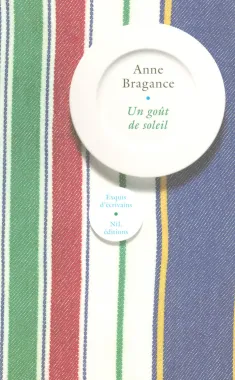 Anne
Bragance
Un goût
de soleil
Exquis
d'écrivains
NiL
éditions